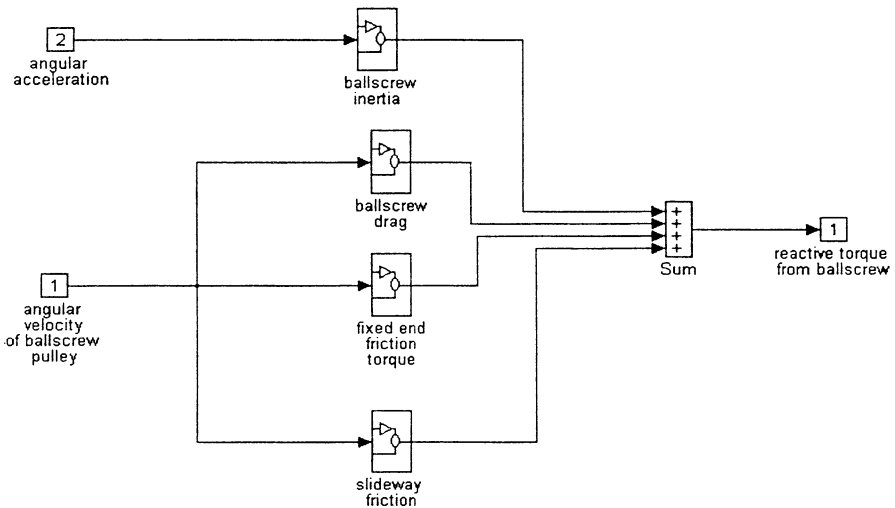 2
angular
acceleration
ballscrew
inertia
ballscrew
drag
+
+
+
+
Sum
1
reactive torque
from ballscrew
1
angular
velocity
of ballscrew
pulley
fixed end
friction
torque
slideway
friction